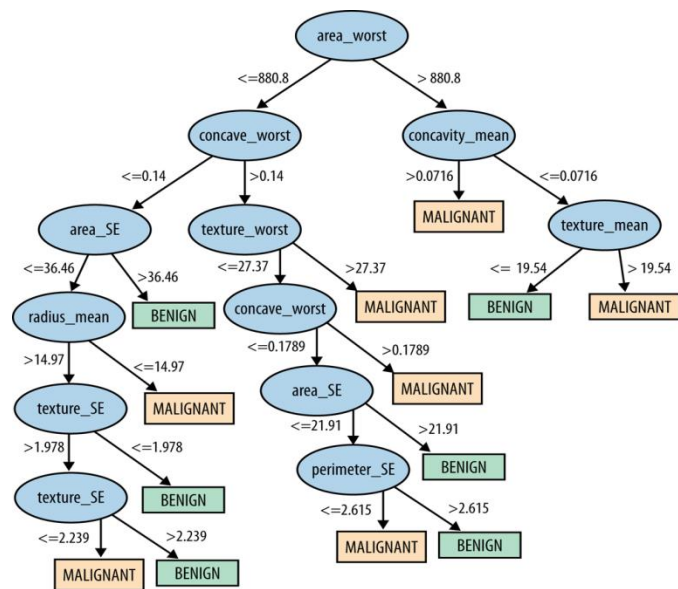 area_worst
<=880.8
> 880.8
concave_worst
concavity_mean
<=0.14
>0.14
>0.0716
<=0.0716
area_SE
texture_worst
MALIGNANT
texture_mean
<=36.46
>36.46
<=27.37
>27.37
<= 19.54
> 19.54
radius_mean
BENIGN
concave_worst
MALIGNANT
BENIGN
MALIGNANT
>14.97
<=14.97
<=0.1789
>0.1789
texture_SE
MALIGNANT
area_SE
MALIGNANT
>1.978
<=1.978
<=21.91
>21.91
texture_SE
BENIGN
perimeter_SE
BENIGN
<=2.239
>2.239
<=2.615
>2.615
MALIGNANT
BENIGN
MALIGNANT
BENIGN